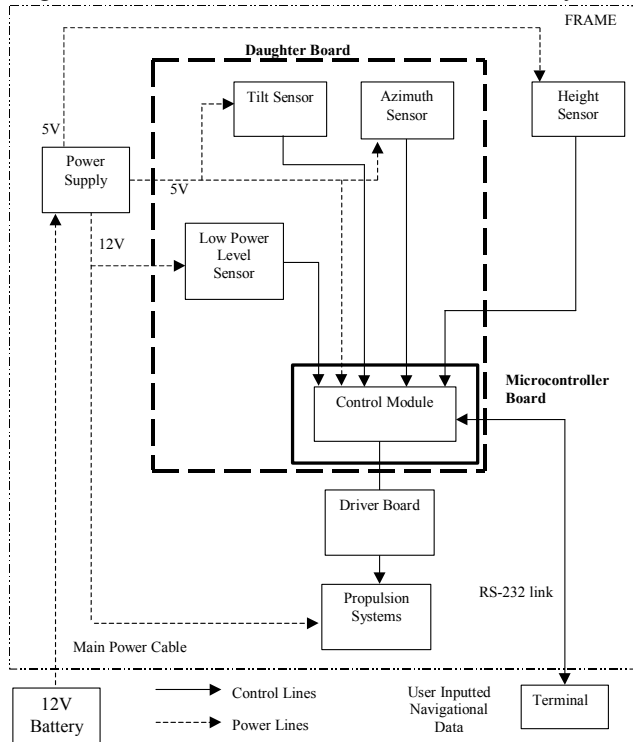 FRAME
Daughter Board
Tilt Sensor
Azimuth
Sensor
Height
Sensor
5V
Power
Supply
5V
12V
Low Power
Level
Sensor
Microcontroller
Board
Control Module
Driver Board
RS-232 link
Propulsion
Systems
Main Power Cable
12V
Battery
Control Lines
Power Lines
User Inputted
Navigational
Data
Terminal